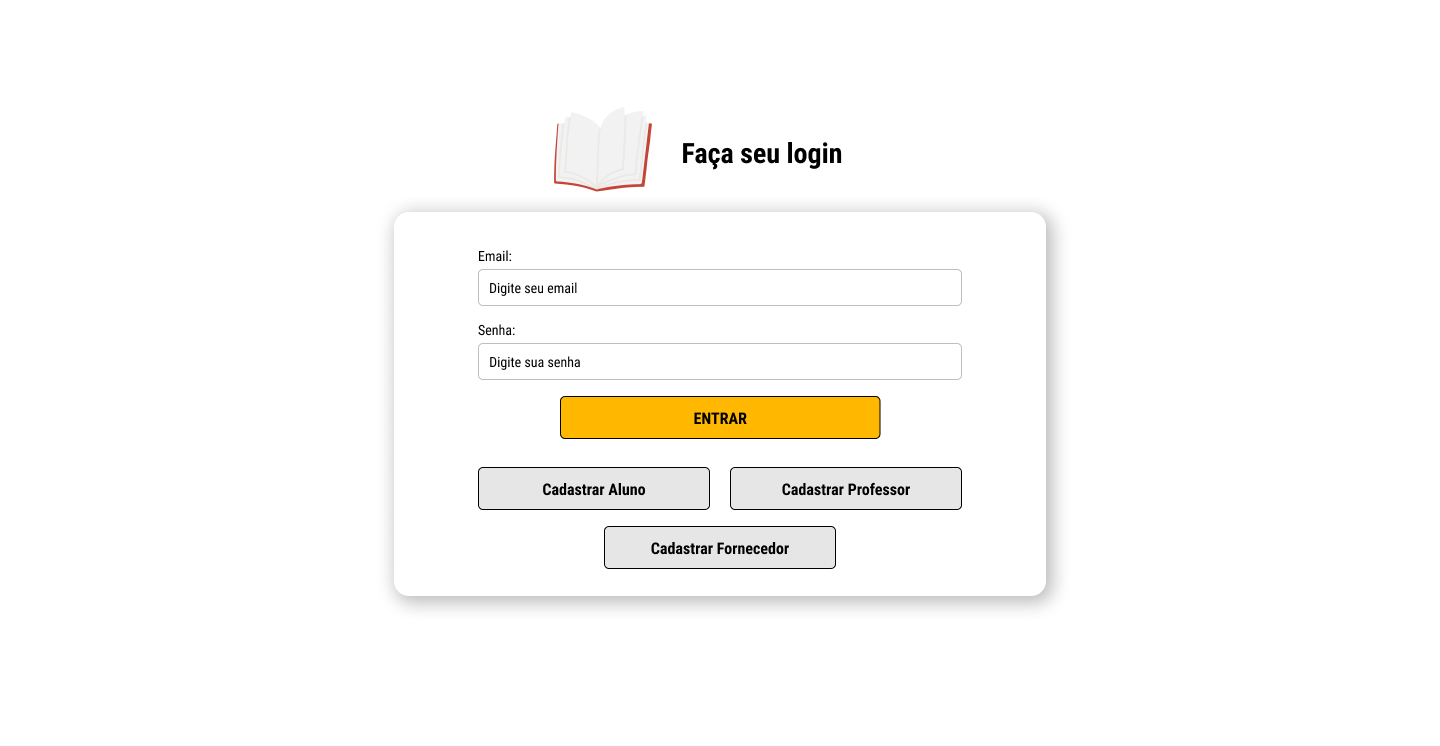 Faça seu login
Email:
Digite seu email
Senha:
Digite sua senha
ENTRAR
Cadastrar Aluno
Cadastrar Professor
Cadastrar Fornecedor